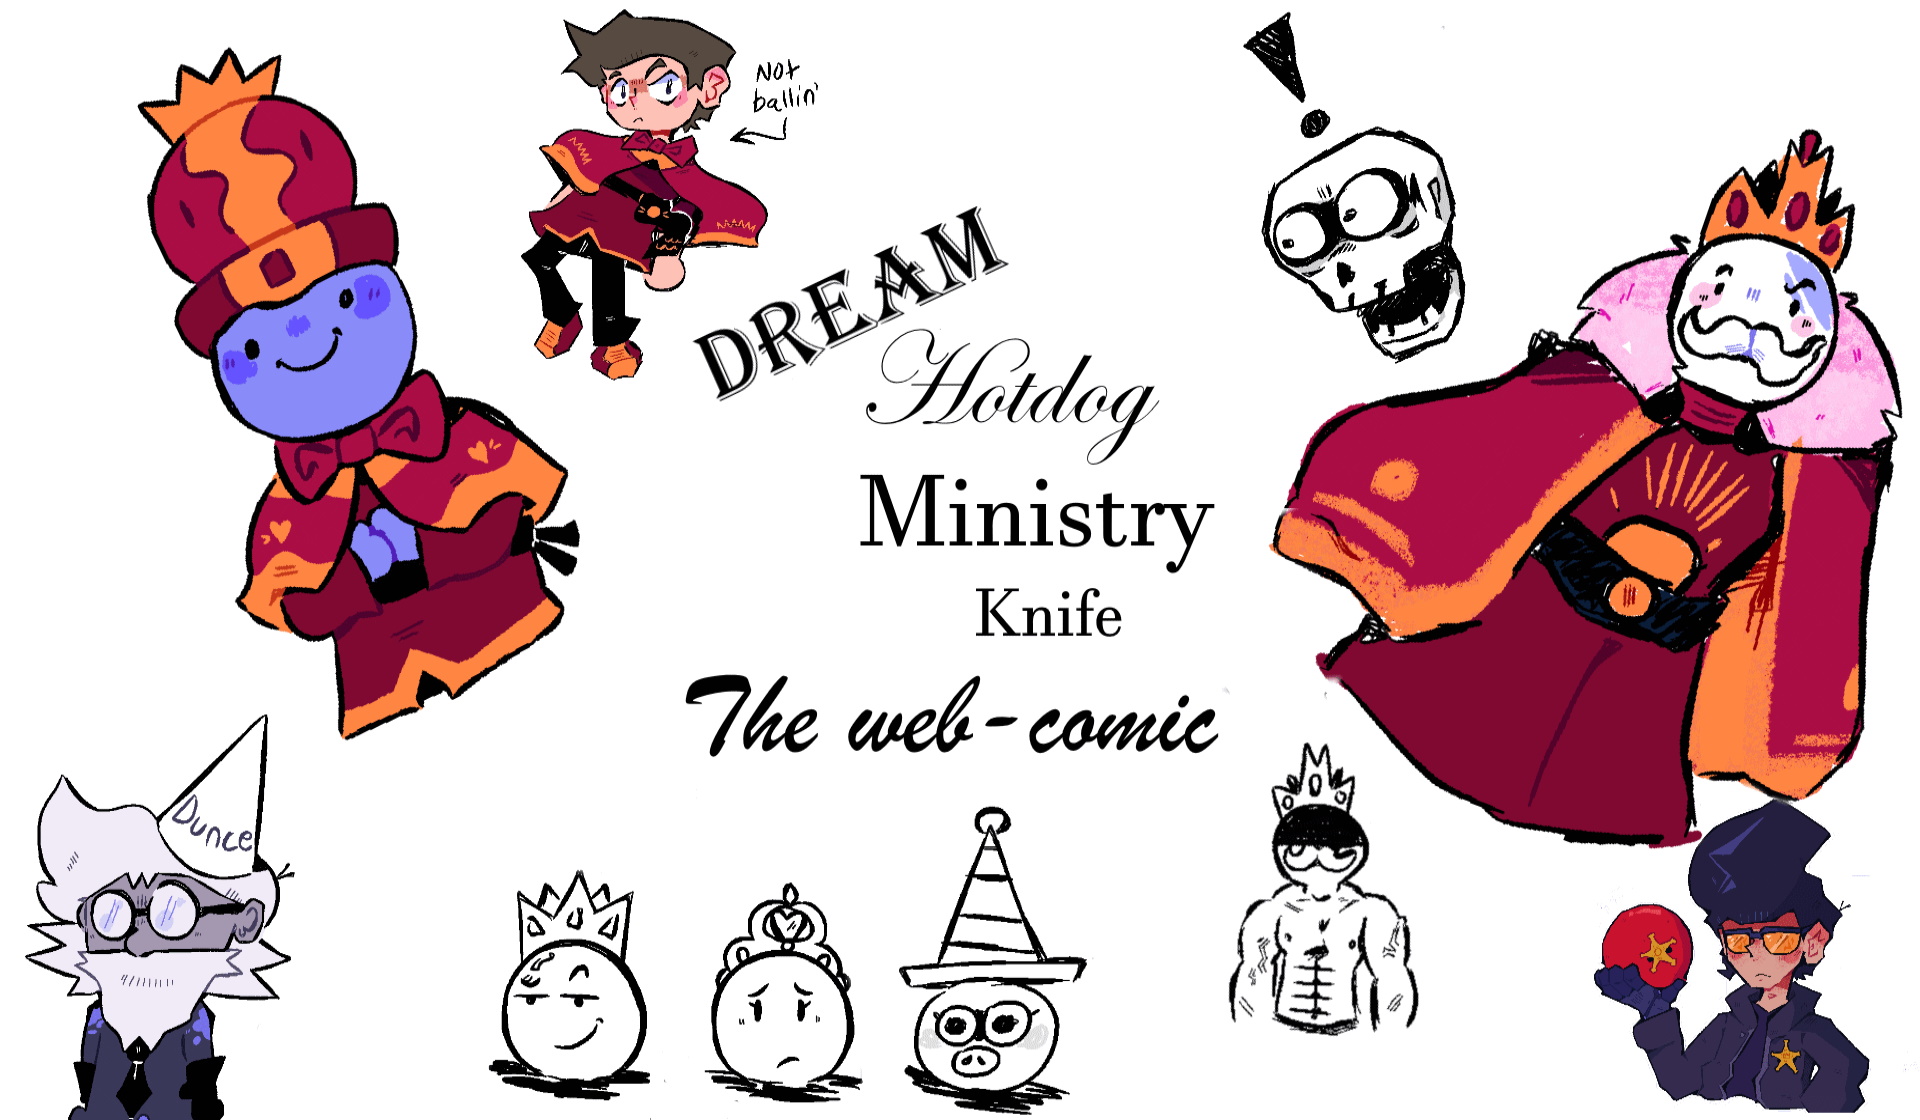 Not
ballin'
DREAM
Hotdog
Ministry
Knife
The web-comic
Dunce